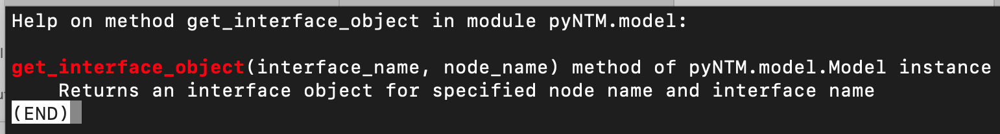 Help on method get_interface_object in module pyNTM.model:
get_interface_object(interface_name, node_name) method of pyNTM.model.Model instance
Returns an interface object for specified node name and interface name
(END)